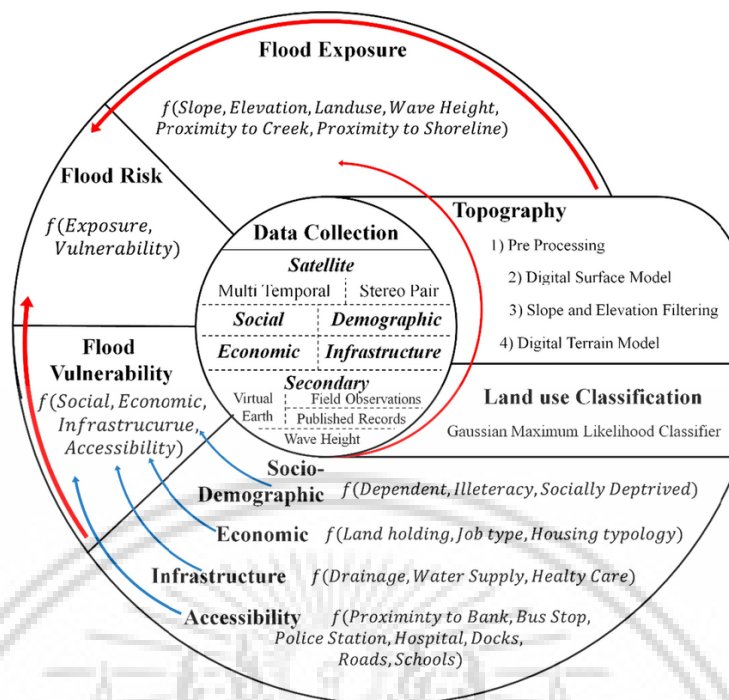 Flood Exposure
f(Slope, Elevation, Landuse, Wave Height,
Proximity to Creek, Proximity to Shoreline)
Flood Risk
f(Exposure,
Vulnerability)
Topography
1) Pre Processing
2) Digital Surface Model
3) Slope and Elevation Filtering
4) Digital Terrain Model
Data Collection
Satellite
Multi Temporal Stereo Pair
Social Demographic
Economic Infrastructure
Secondary
Virtual
Earth
Field Observations
Published Records
Wave Height
Land use Classification
Gaussian Maximum Likelihood Classifier
Flood
Vulnerability
f(Social, Economic,
Infrastrucurue,
Accessibility)
Socio-
Demographic f(Dependent, Illeteracy, Socially Deptrived)
Economic f(Land holding, Job type, Housing typology)
Infrastructure f(Drainage, Water Supply, Healty Care)
Accessibility f(Proximinty to Bank, Bus Stop,
Police Station, Hospital, Docks,
Roads, Schools)